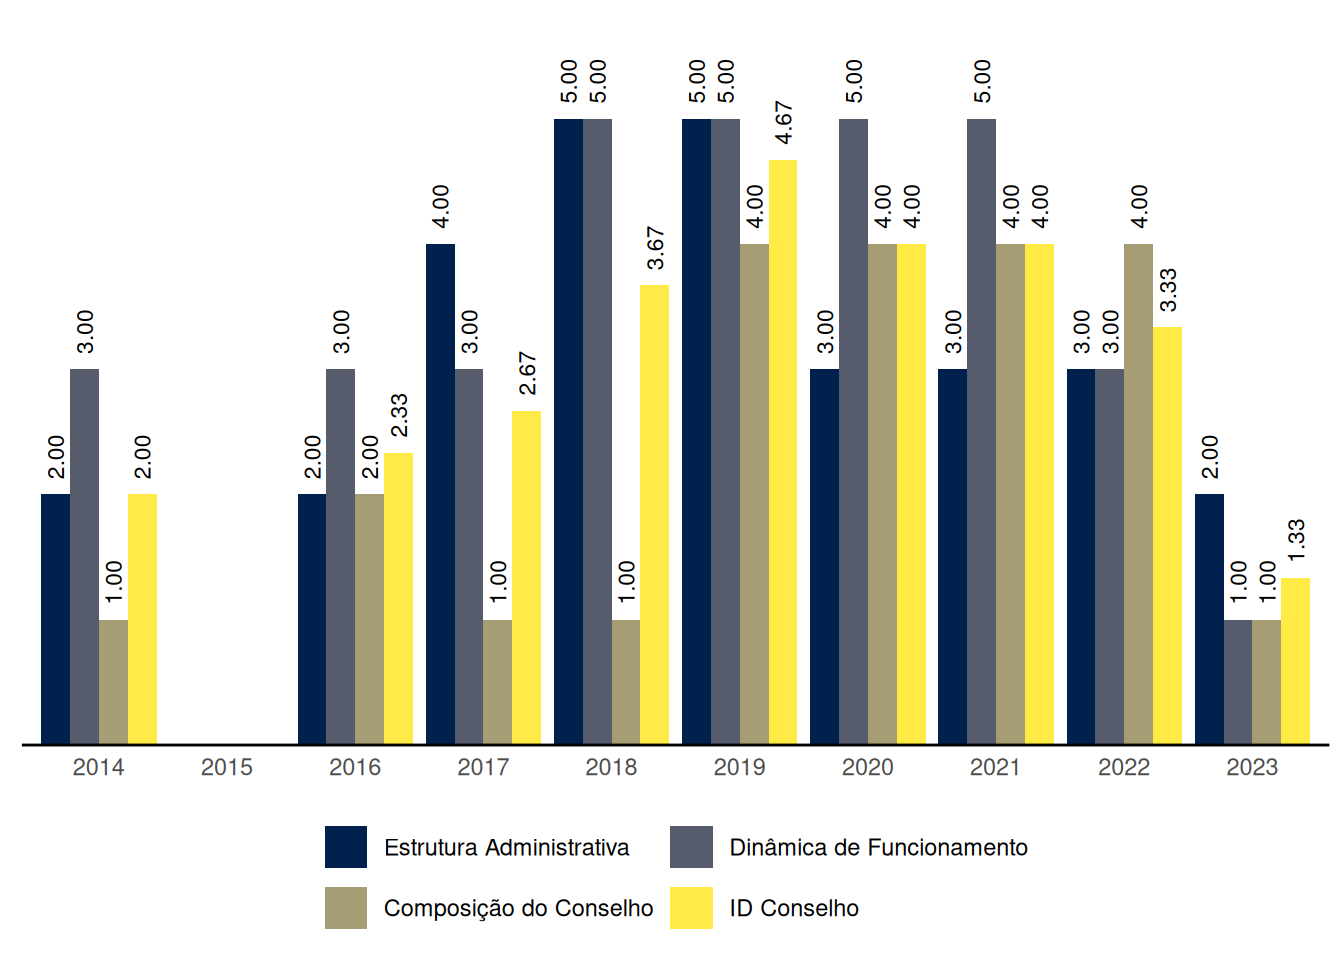 5.00 5.00 5.00 5.00 5.00 5.00
4.67
4.00 4.00 4.00 4.00 4.00 4.00 4.00
3.67
3.33
3.00 3.00 3.00 3.00 3.00 3.00 3.00
2.67
2.33
2.00 2.00 2.00 2.00 2.00
1.33
1.00 1.00 1.00 1.00 1.00
2014 2015 2016 2017 2018 2019 2020 2021 2022 2023
Estrutura Administrativa Dinâmica de Funcionamento
Composição do Conselho ID Conselho